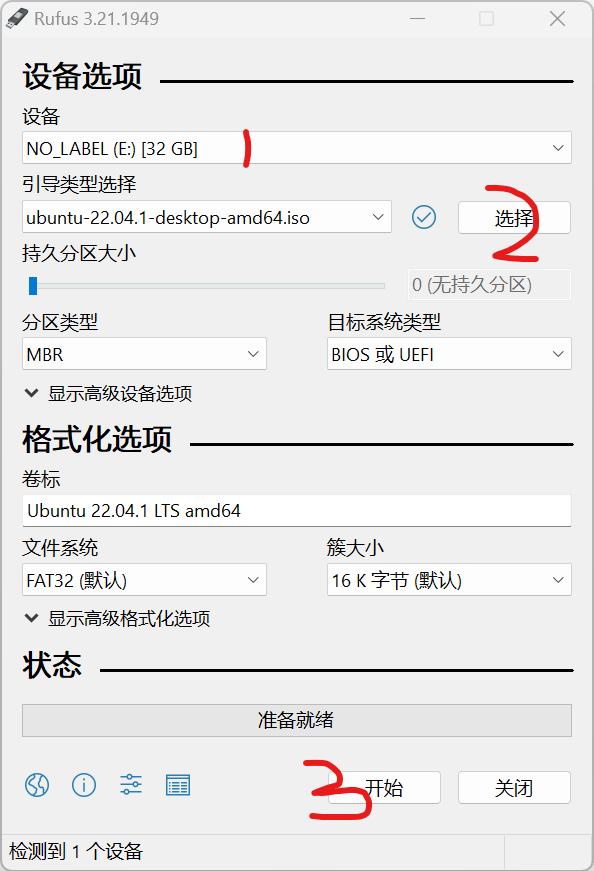 Rufus 3.21.1949
设备选项
设备
NO_LABEL (E:) [32 GB] 1
引导类型选择
ubuntu-22.04.1-desktop-amd64.iso 选择 2
持久分区大小
0 (无持久分区)
分区类型 目标系统类型
MBR BIOS 或 UEFI
显示高级设备选项
格式化选项
卷标
Ubuntu 22.04.1 LTS amd64
文件系统 簇大小
FAT32 (默认) 16 K 字节 (默认)
显示高级格式化选项
状态
准备就绪
3 开始 关闭
检测到 1 个设备